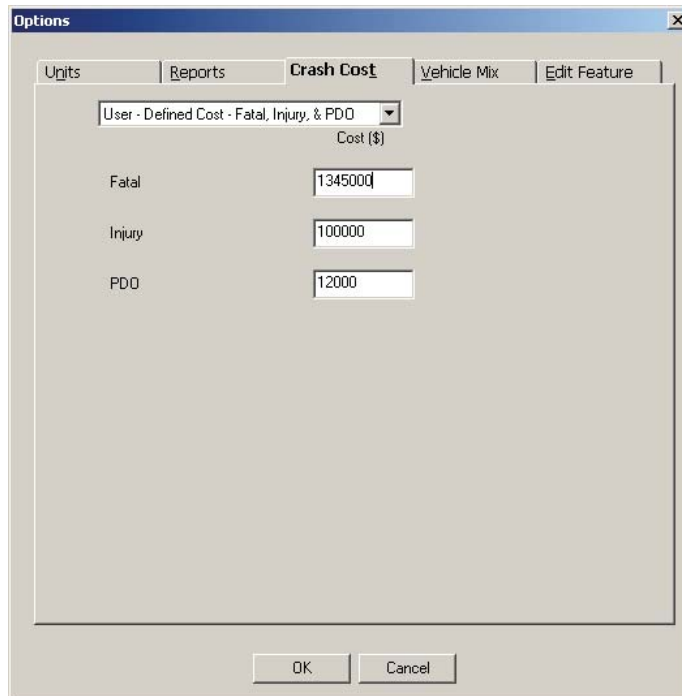 Options
Units Reports Crash Cost Vehicle Mix Edit Feature
User - Defined Cost - Fatal, Injury, & PDO
Cost ($)
Fatal 1345000
Injury 100000
PDO 12000
OK Cancel